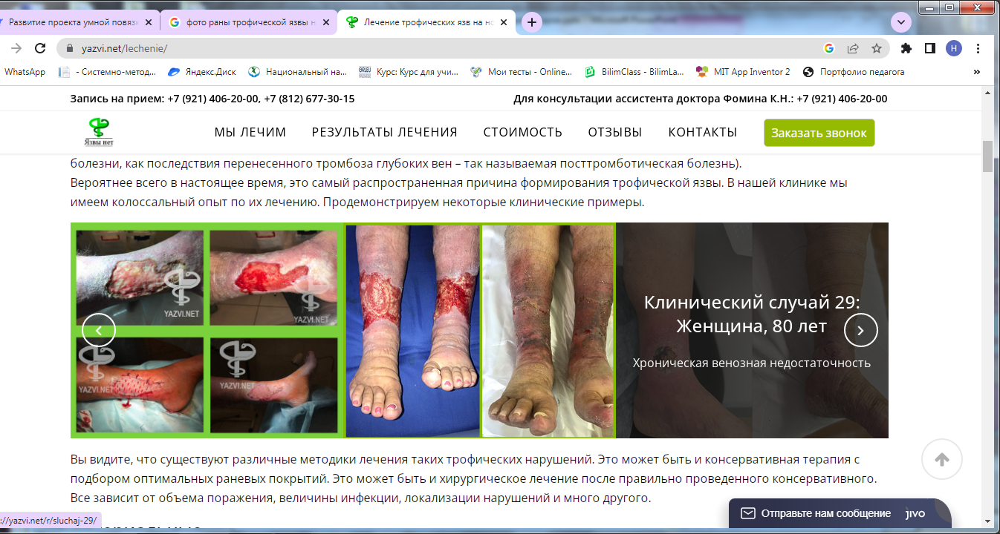 Развитие проекта умной повязк
фото раны трофической язвы н
Лечение трофических язв на но
yazvi.net/lechenie/
Н
WhatsApp
- Системно-метод...
Яндекс.Диск
Национальный на...
Курс: Курс для учи...
Мои тесты - Online...
BilimClass - BilimLa...
MIT App Inventor 2
Портфолио педагога
»
Запись на прием: +7 (921) 406-20-00, +7 (812) 677-30-15
Для консультации ассистента доктора Фомина К.Н.: +7 (921) 406-20-00
Язвы нет
МЫ ЛЕЧИМ
РЕЗУЛЬТАТЫ ЛЕЧЕНИЯ
СТОИМОСТЬ
ОТЗЫВЫ
КОНТАКТЫ
Заказать звонок
болезни, как последствия перенесенного тромбоза глубоких вен – так называемая посттромботическая болезнь).
Вероятнее всего в настоящее время, это самый распространенная причина формирования трофической язвы. В нашей клинике мы
имеем колоссальный опыт по их лечению. Продемонстрируем некоторые клинические примеры.
YAZVI.NET
YAZVI.NET
YAZVI.NET
YAZVI.NET
Клинический случай 29:
Женщина, 80 лет
Хроническая венозная недостаточность
Вы видите, что существуют различные методики лечения таких трофических нарушений. Это может быть и консервативная терапия с
подбором оптимальных раневых покрытий. Это может быть и хирургическое лечение после правильно проведенного консервативного.
Все зависит от объема поражения, величины инфекции, локализации нарушений и много другого.
Отправьте нам сообщение
jivo
://yazvi.net/r/sluchaj-29/